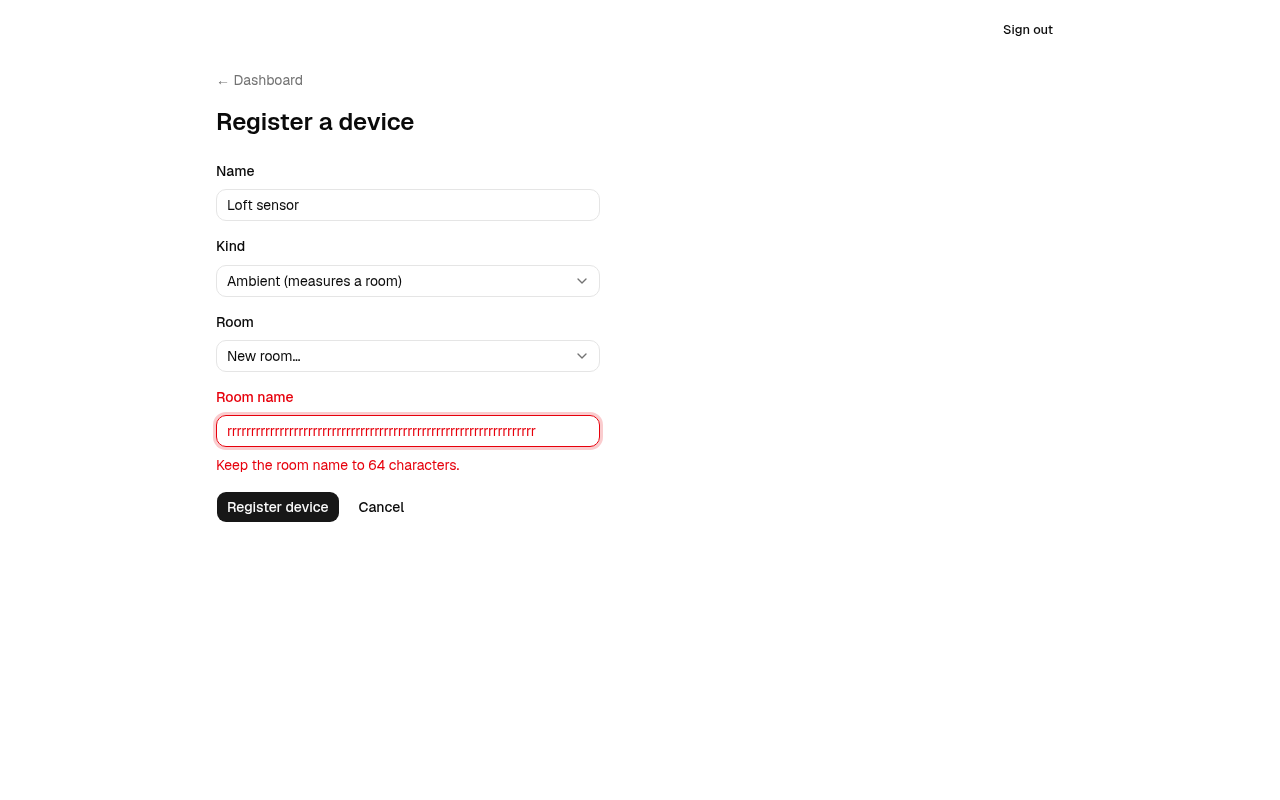 Sign out
← Dashboard
Register a device
Name
Loft sensor
Kind
Ambient (measures a room)
Room
New room...
Room name
rrrrrrrrrrrrrrrrrrrrrrrrrrrrrrrrrrrrrrrrrrrrrrrrrrrrrrrrrrrrrrrrr
Keep the room name to 64 characters.
Register device
Cancel